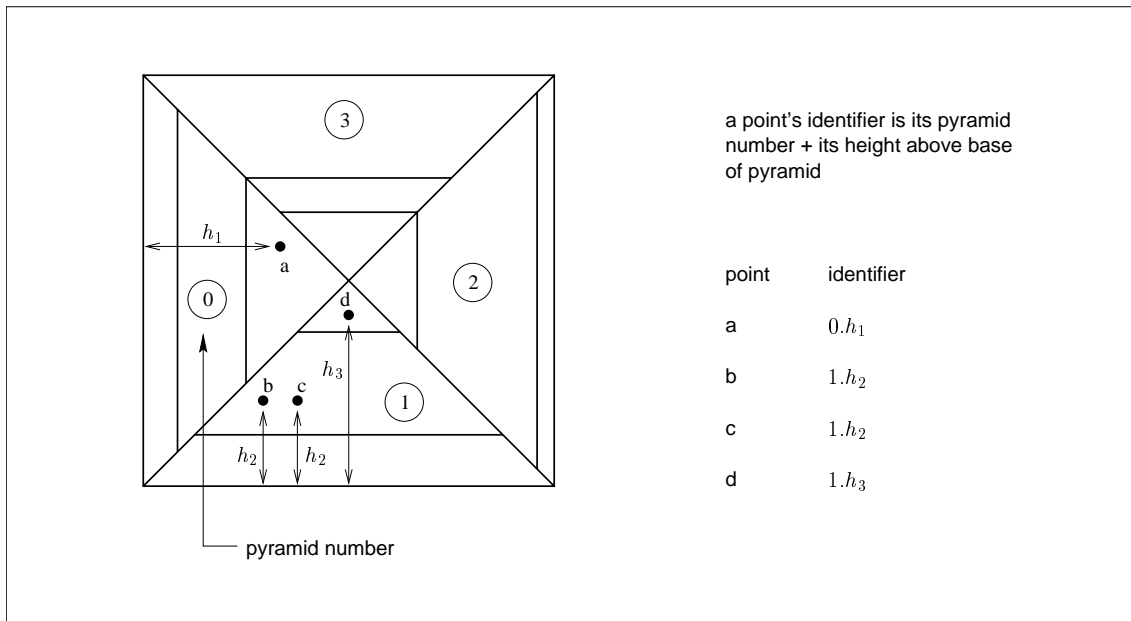 3
a point's identifier is its pyramid
number + its height above base
of pyramid
h₁
a
0
2
d
point identifier
a 0.h₁
h₃
b 1.h₂
b c
1
c 1.h₂
h₂ h₂
d 1.h₃
pyramid number